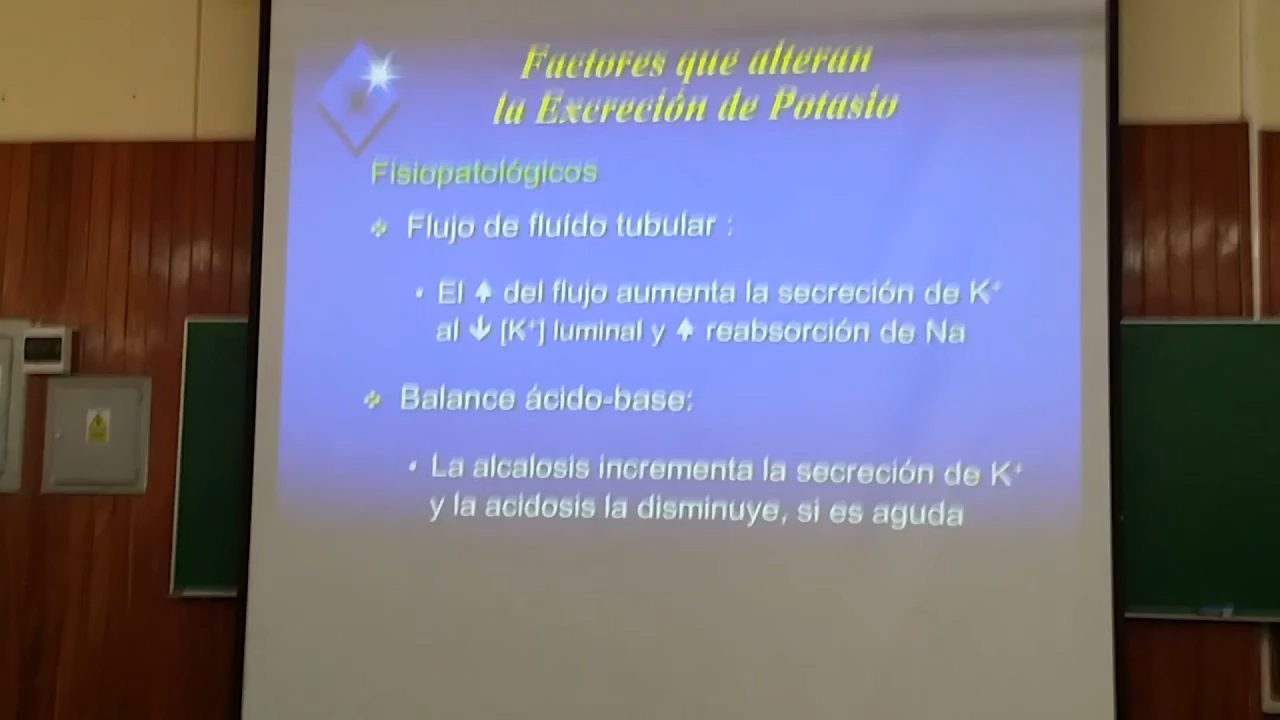 Factores que alteran
la Excreción de Potasio
Fisiopatológicos
Flujo de fluído tubular :
• El ↑ del flujo aumenta la secreción de K⁺
al ↓ [K⁺] luminal y ↑ reabsorción de Na
Balance ácido-base:
• La alcalosis incrementa la secreción de K⁺
y la acidosis la disminuye, si es aguda